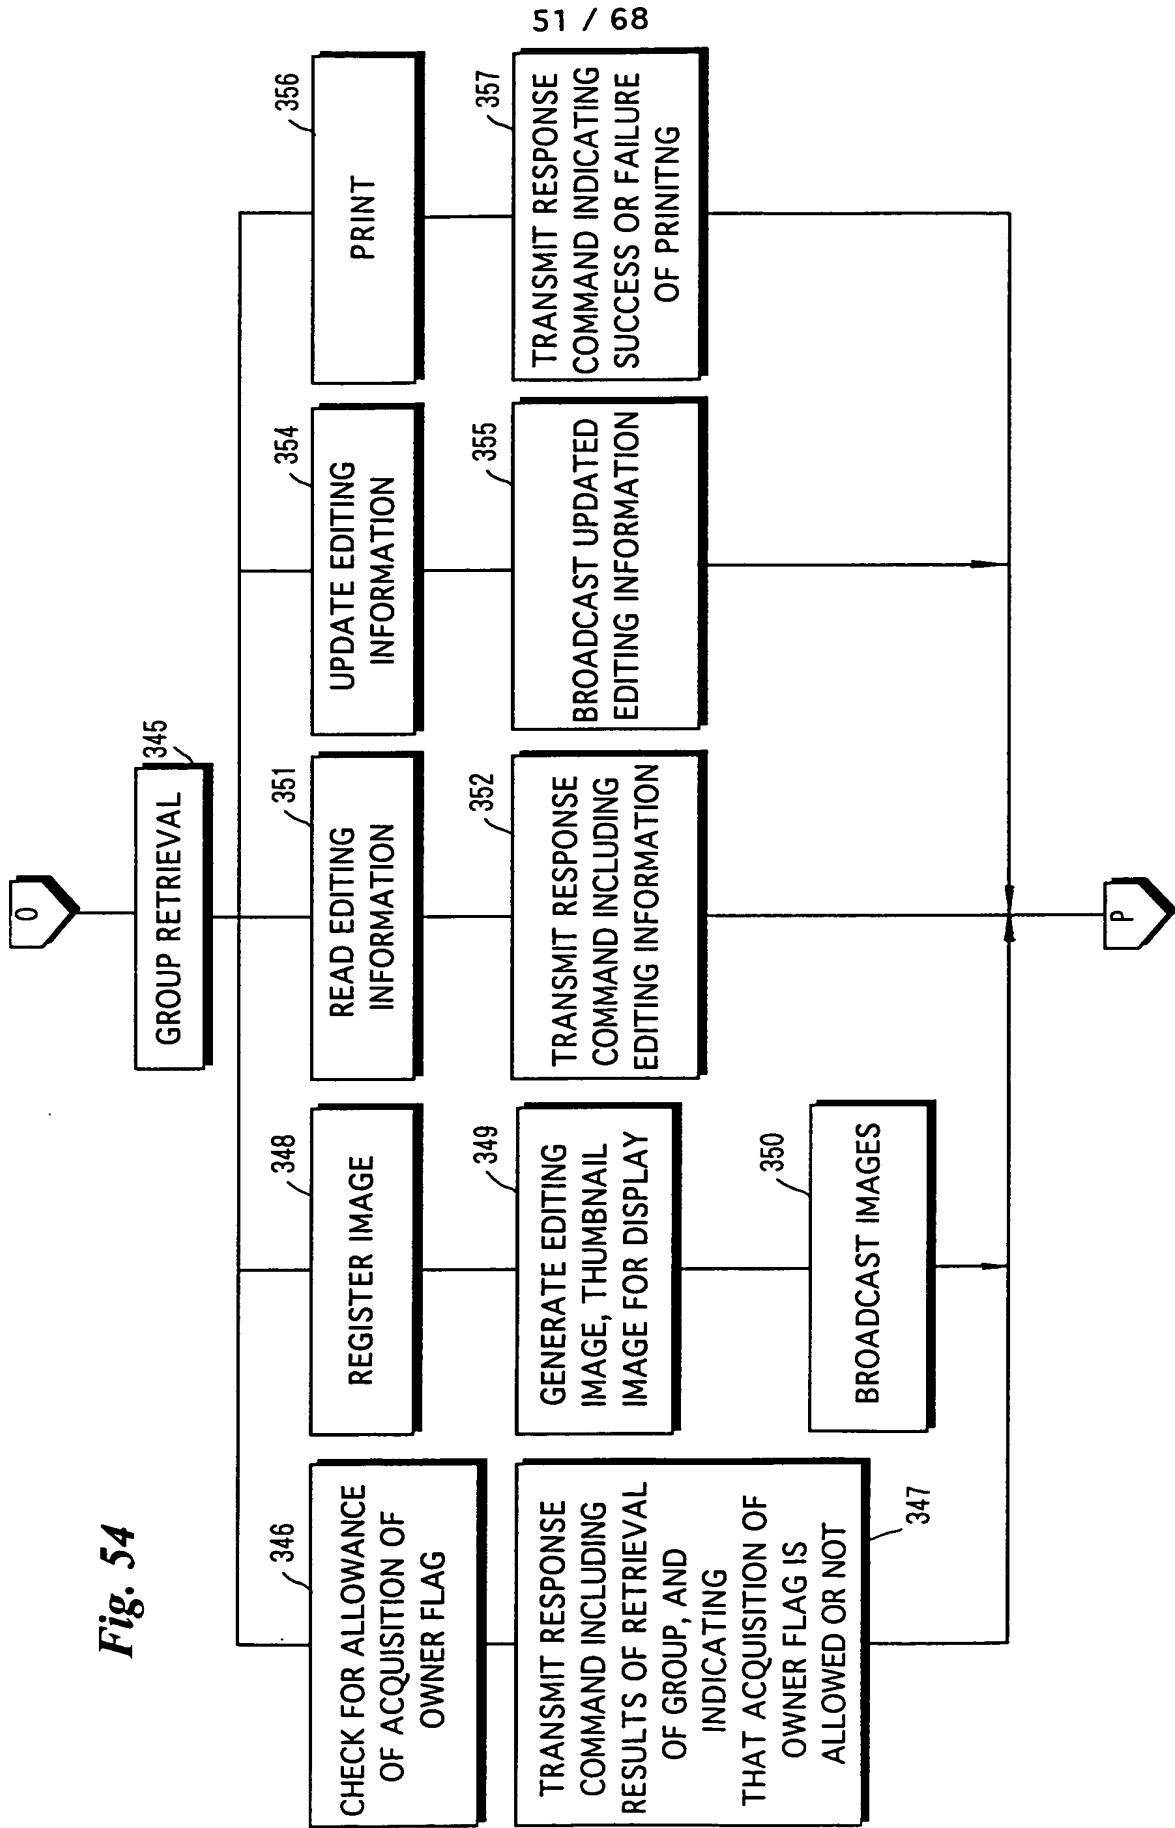 51 / 68
Fig. 54
O
GROUP RETRIEVAL
345
346
CHECK FOR ALLOWANCE
OF ACQUISITION OF
OWNER FLAG
TRANSMIT RESPONSE
COMMAND INCLUDING
RESULTS OF RETRIEVAL
OF GROUP, AND
INDICATING
THAT ACQUISITION OF
OWNER FLAG IS
ALLOWED OR NOT
347
348
REGISTER IMAGE
349
GENERATE EDITING
IMAGE, THUMBNAIL
IMAGE FOR DISPLAY
350
BROADCAST IMAGES
351
READ EDITING
INFORMATION
352
TRANSMIT RESPONSE
COMMAND INCLUDING
EDITING INFORMATION
354
UPDATE EDITING
INFORMATION
355
BROADCAST UPDATED
EDITING INFORMATION
356
PRINT
357
TRANSMIT RESPONSE
COMMAND INDICATING
SUCCESS OR FAILURE
OF PRINITNG
P